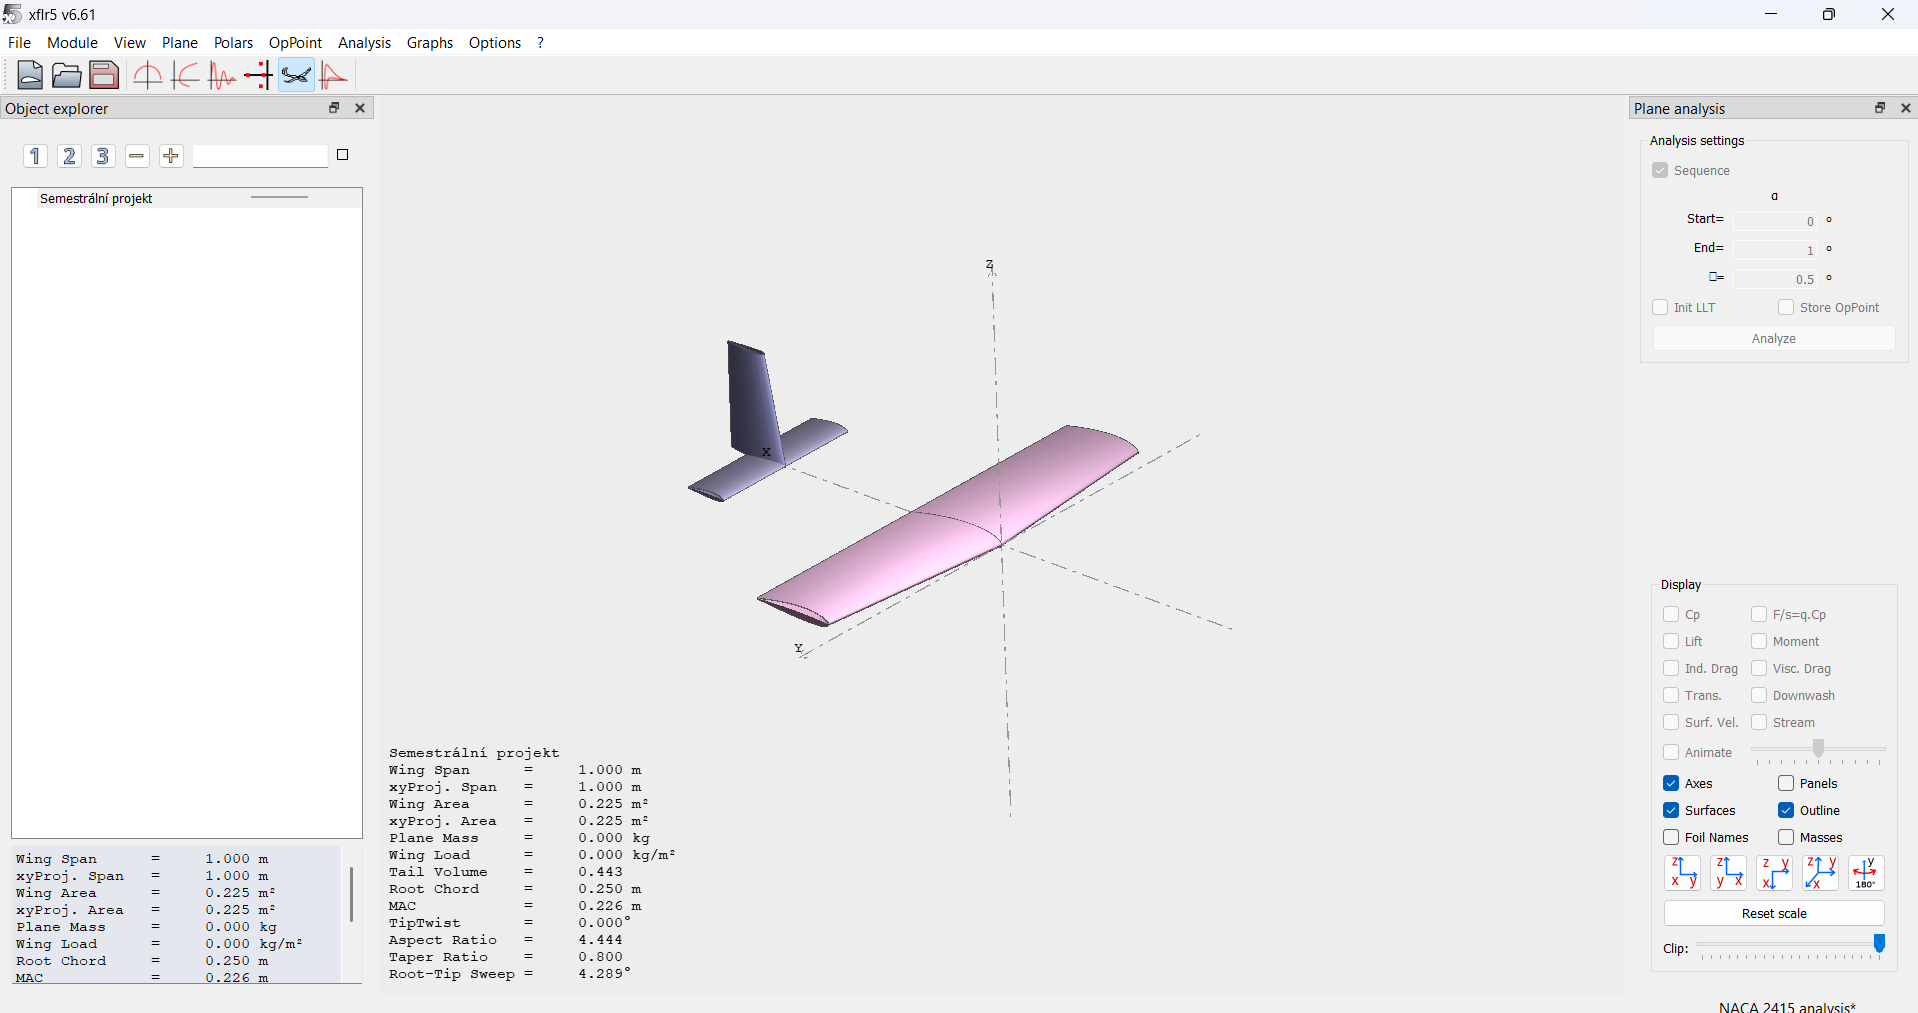 xflr5 v6.61
File Module View Plane Polars OpPoint Analysis Graphs Options ?
Object explorer
1 2 3
Semestrální projekt
Wing Span = 1.000 m
xyProj. Span = 1.000 m
Wing Area = 0.225 m²
xyProj. Area = 0.225 m²
Plane Mass = 0.000 kg
Wing Load = 0.000 kg/m²
Root Chord = 0.250 m
MAC = 0.226 m
Z
X
Y
Semestrální projekt
Wing Span = 1.000 m
xyProj. Span = 1.000 m
Wing Area = 0.225 m²
xyProj. Area = 0.225 m²
Plane Mass = 0.000 kg
Wing Load = 0.000 kg/m²
Tail Volume = 0.443
Root Chord = 0.250 m
MAC = 0.226 m
TipTwist = 0.000°
Aspect Ratio = 4.444
Taper Ratio = 0.800
Root-Tip Sweep = 4.289°
Plane analysis
Analysis settings
Sequence
α
Start= 0 °
End= 1 °
□= 0.5 °
Init LLT Store OpPoint
Analyze
Display
Cp F/s=q.Cp
Lift Moment
Ind. Drag Visc. Drag
Trans. Downwash
Surf. Vel. Stream
Animate
Axes Panels
Surfaces Outline
Foil Names Masses
z x y z y x z y x z y x y 180°
Reset scale
Clip:
NACA 2415 analysis*